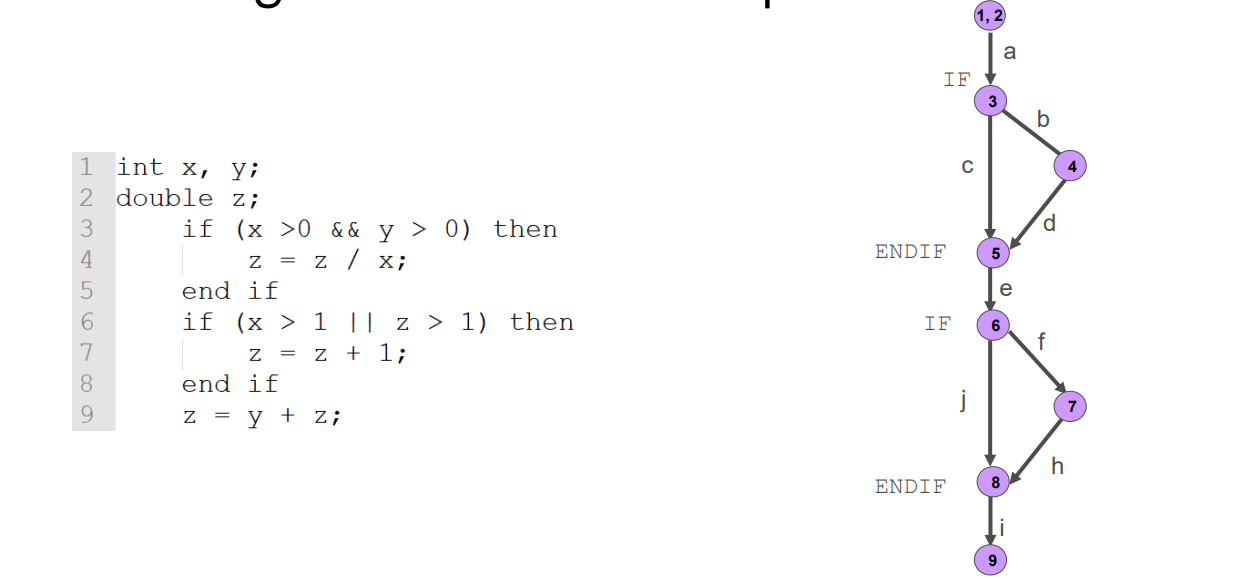 1 int x, y;
2 double z;
3 if (x >0 && y > 0) then
4 z = z / x;
5 end if
6 if (x > 1 || z > 1) then
7 z = z + 1;
8 end if
9 z = y + z;
1, 2
a
IF
3
b
c
4
d
ENDIF
5
e
IF
6
f
j
7
h
ENDIF
8
i
9